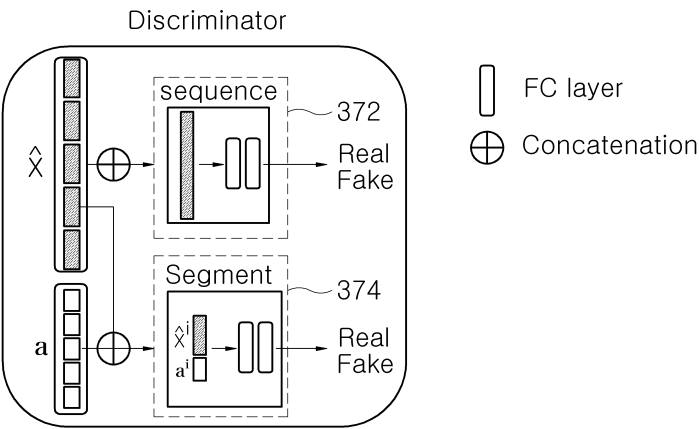 Discriminator
sequence
372
X̂
Real
Fake
FC layer
Concatenation
Segment
374
a
x̂ⁱ
aⁱ
Real
Fake